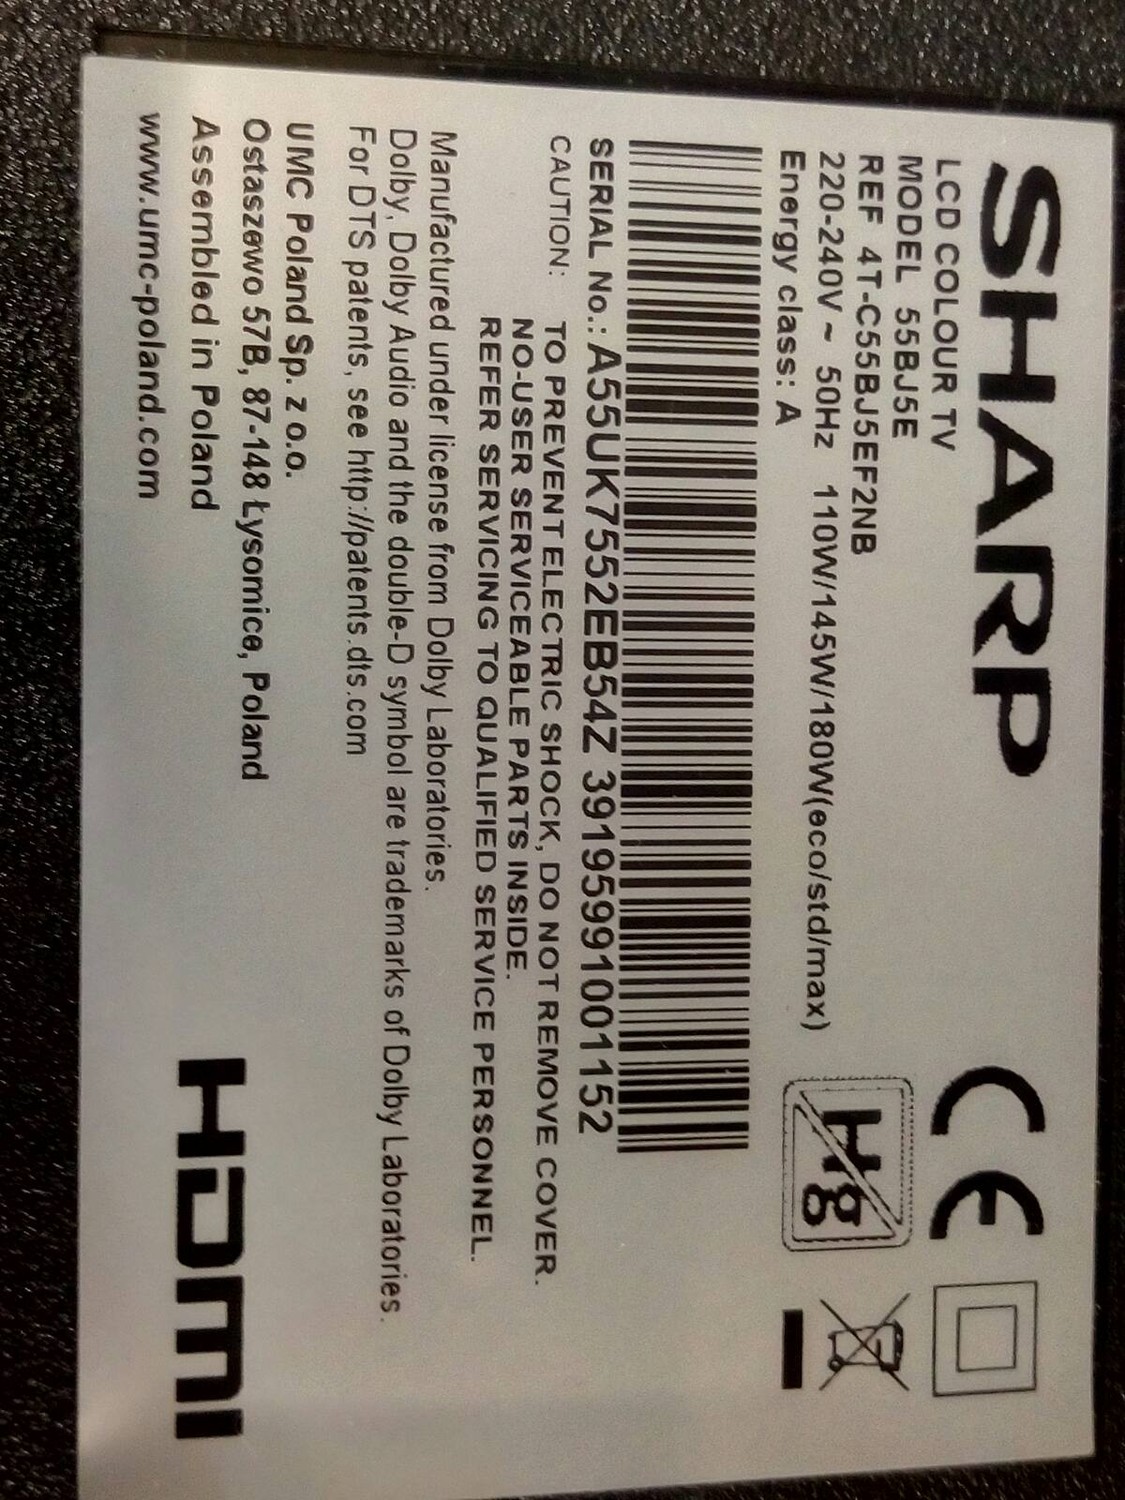 SHARP
LCD COLOUR TV
MODEL 55BJ5E
REF 4T-C55BJ5EF2NB
220-240V ~ 50Hz 110W/145W/180W(eco/std/max)
Energy class: A
CE
Hg
SERIAL No.: A55UK7552EB54Z 39195991001152
CAUTION: TO PREVENT ELECTRIC SHOCK, DO NOT REMOVE COVER.
NO-USER SERVICEABLE PARTS INSIDE.
REFER SERVICING TO QUALIFIED SERVICE PERSONNEL.
Manufactured under license from Dolby Laboratories.
Dolby, Dolby Audio and the double-D symbol are trademarks of Dolby Laboratories.
For DTS patents, see http://patents.dts.com
UMC Poland Sp. z o.o.
Ostaszewo 57B, 87-148 Łysomice, Poland
Assembled in Poland
www.umc-poland.com
HDMI